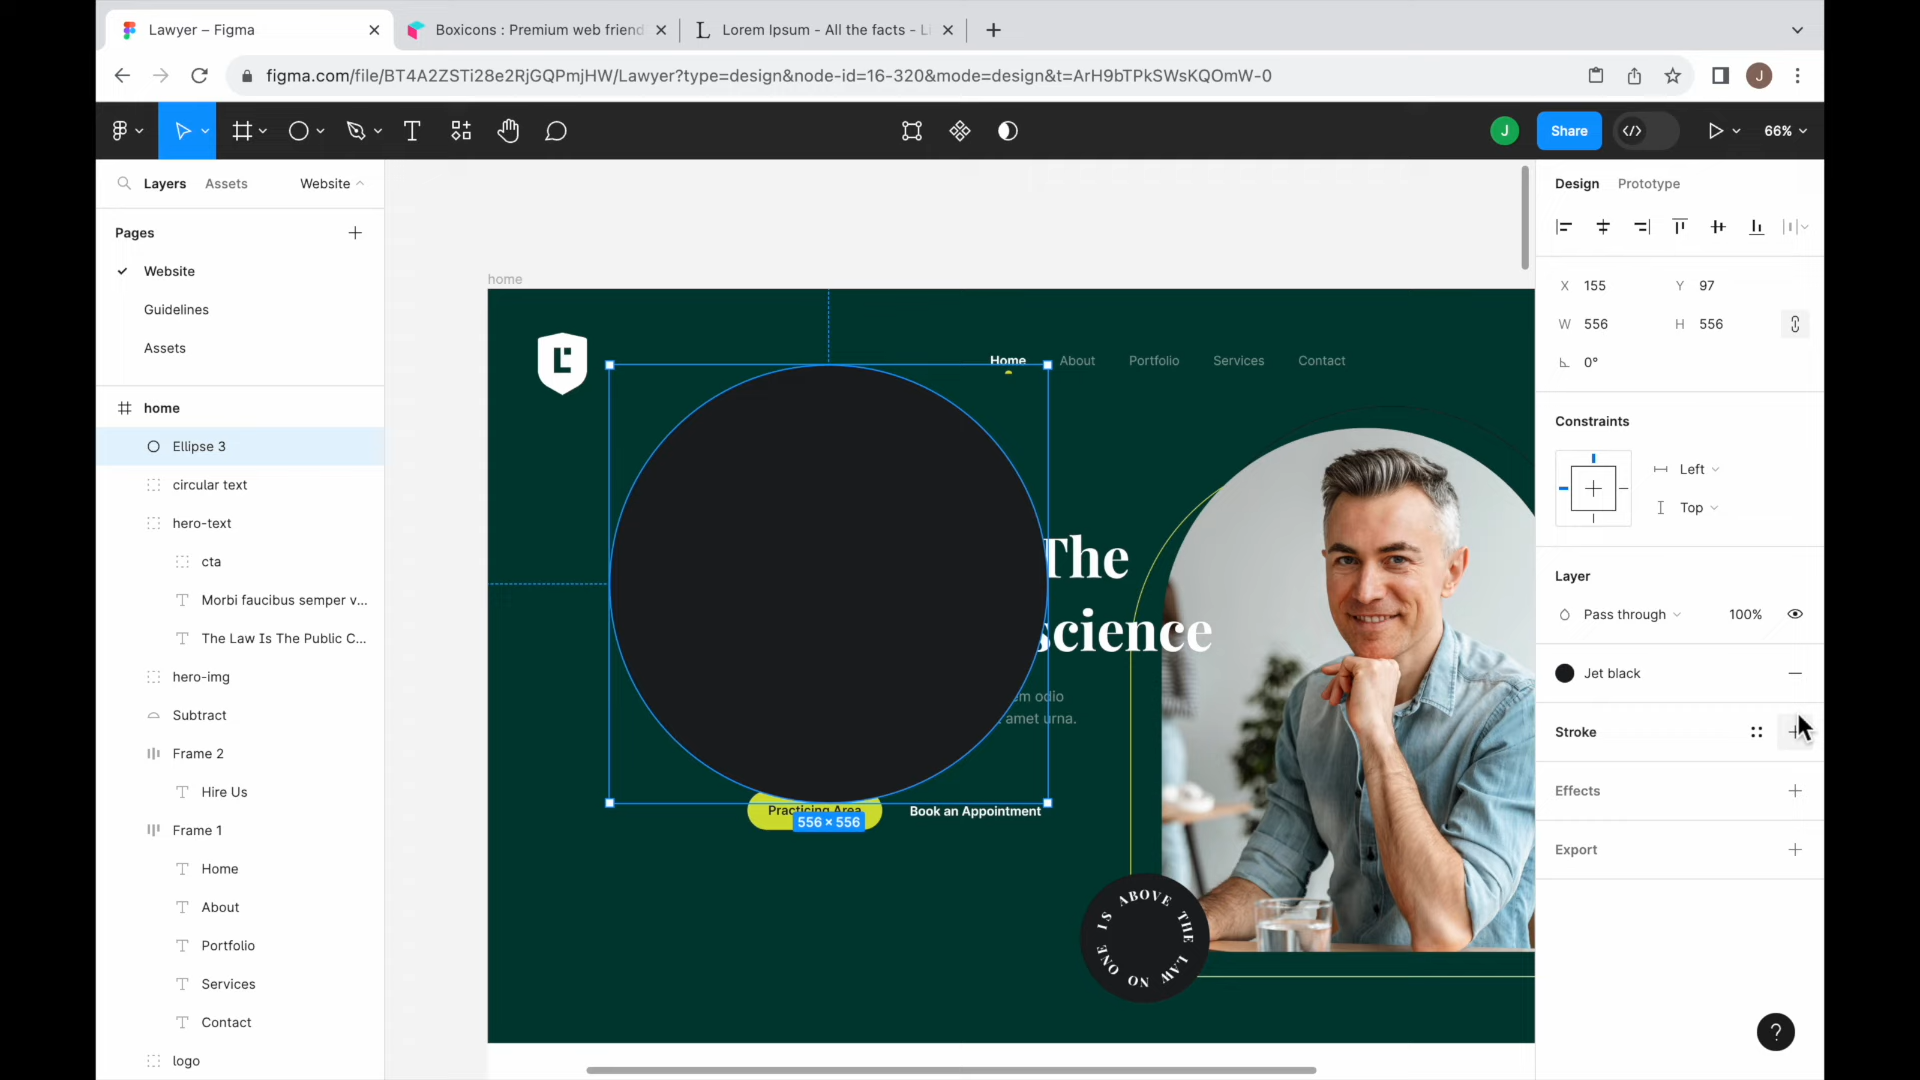 Lawyer – Figma
Boxicons : Premium web friend
Lorem Ipsum - All the facts - Li
figma.com/file/BT4A2ZSTi28e2RjGQPmjHW/Lawyer?type=design&node-id=16-320&mode=design&t=ArH9bTPkSWsKQOmW-0
J
J
Share
66%
Layers
Assets
Website
Pages
Website
Guidelines
Assets
home
Ellipse 3
circular text
hero-text
cta
Morbi faucibus semper v...
The Law Is The Public C...
hero-img
Subtract
Frame 2
Hire Us
Frame 1
Home
About
Portfolio
Services
Contact
logo
home
Home
About
Portfolio
Services
Contact
The
science
em odio
amet urna.
Practicing Area
556 × 556
Book an Appointment
NO ONE IS ABOVE THE LAW
Design
Prototype
X 155
Y 97
W 556
H 556
0°
Constraints
Left
Top
Layer
Pass through
100%
Jet black
Stroke
Effects
Export
?